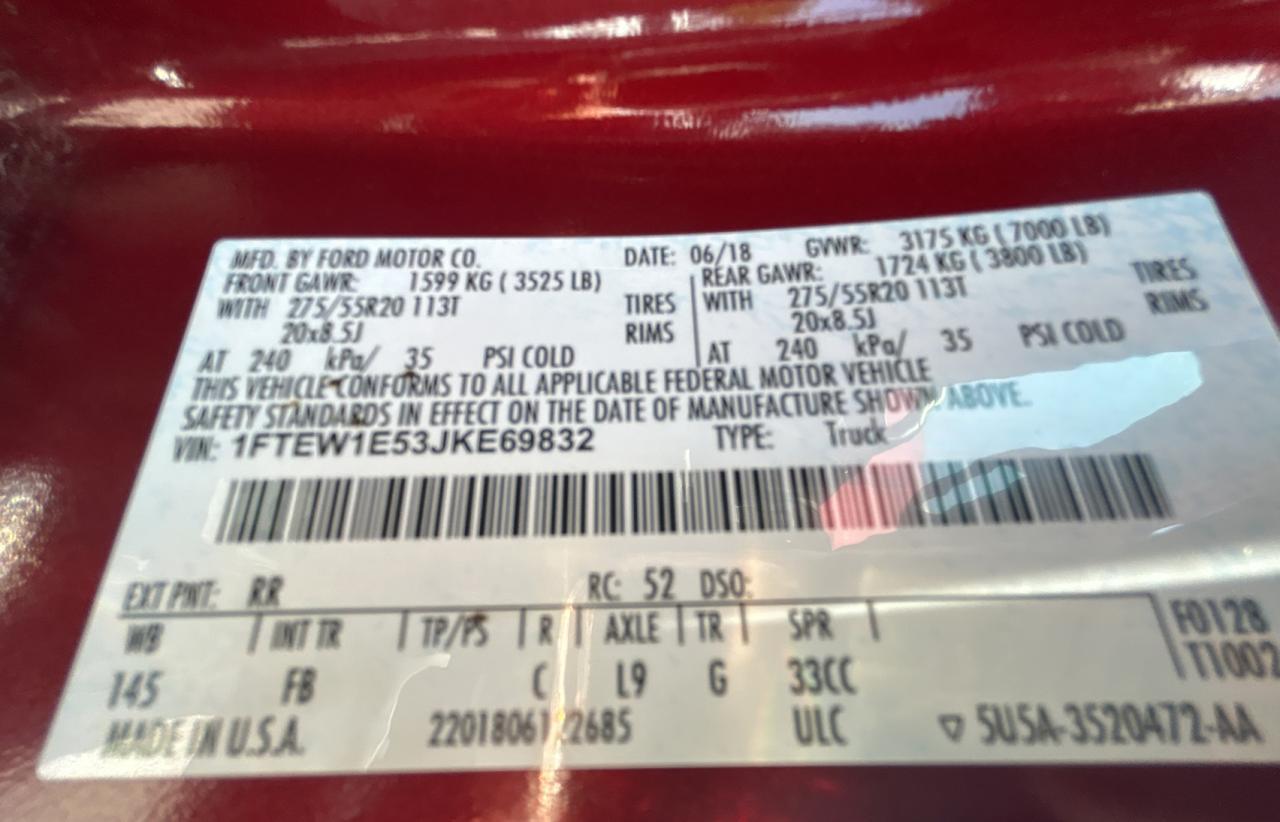 MFD. BY FORD MOTOR CO. DATE: 06/18 GVWR: 3175 KG ( 7000 LB)
FRONT GAWR: 1599 KG ( 3525 LB) REAR GAWR: 1724 KG ( 3800 LB)
WITH 275/55R20 113T TIRES WITH 275/55R20 113T TIRES
20x8.5J RIMS 20x8.5J RIMS
AT 240 kPa/ 35 PSI COLD AT 240 kPa/ 35 PSI COLD
THIS VEHICLE CONFORMS TO ALL APPLICABLE FEDERAL MOTOR VEHICLE
SAFETY STANDARDS IN EFFECT ON THE DATE OF MANUFACTURE SHOWN ABOVE.
VIN: 1FTEW1E53JKE69832 TYPE: Truck
EXT PNT: RR RC: 52 DSO:
WB INT TR TP/PS R AXLE TR SPR F0128
145 FB C L9 G 33CC T1002
MADE IN U.S.A. ULC ▽ 5U5A-3520472-AA